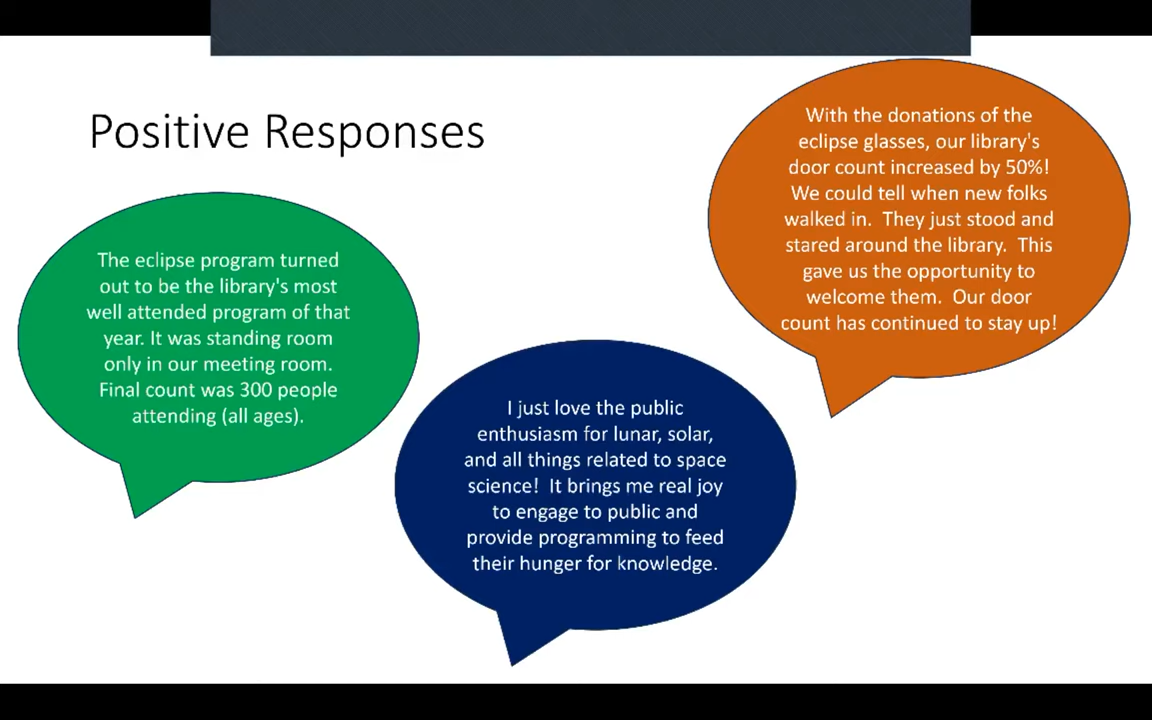 Positive Responses
The eclipse program turned
out to be the library's most
well attended program of that
year. It was standing room
only in our meeting room.
Final count was 300 people
attending (all ages).
I just love the public
enthusiasm for lunar, solar,
and all things related to space
science!  It brings me real joy
to engage to public and
provide programming to feed
their hunger for knowledge.
With the donations of the
eclipse glasses, our library's
door count increased by 50%!
We could tell when new folks
walked in.  They just stood and
stared around the library.  This
gave us the opportunity to
welcome them.  Our door
count has continued to stay up!